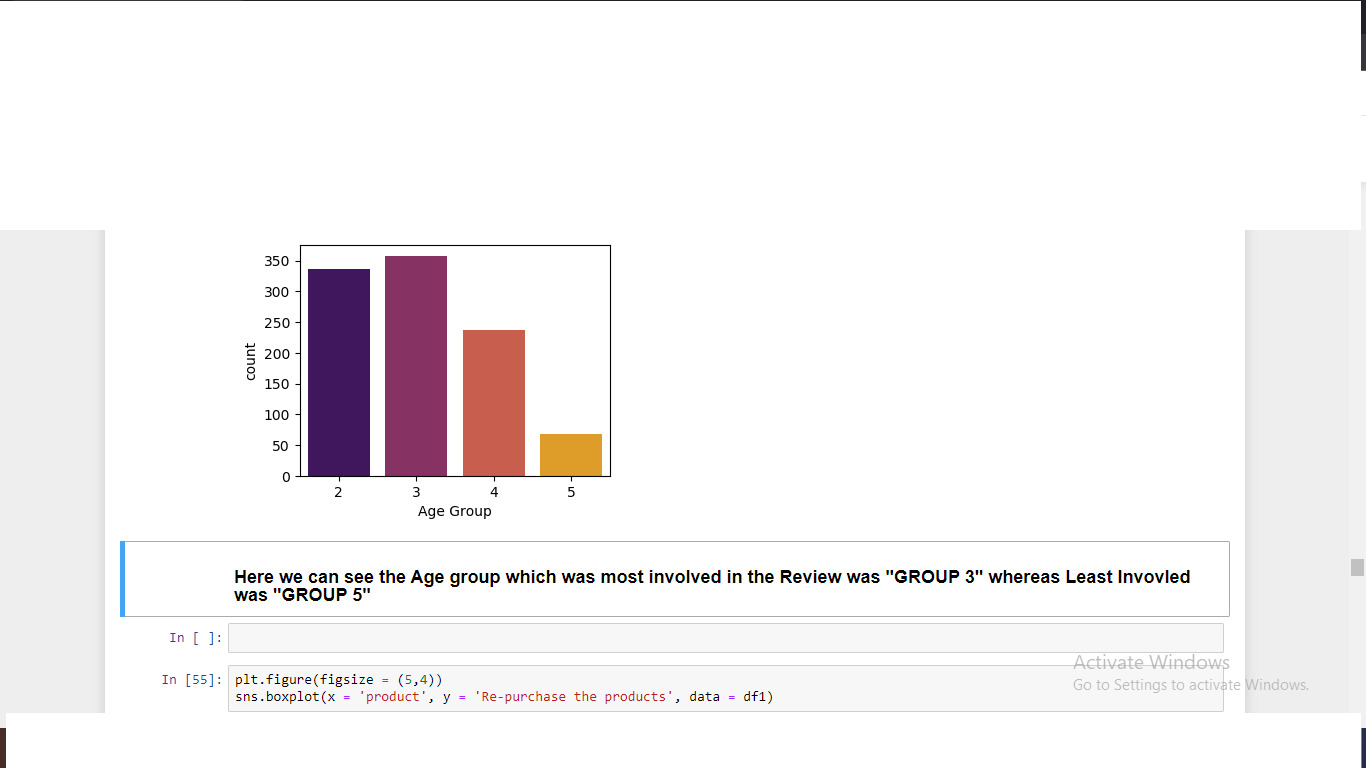 350
300
250
200
150
100
50
0
count
2 3 4 5
Age Group
Here we can see the Age group which was most involved in the Review was "GROUP 3" whereas Least Invovled
was "GROUP 5"
In [ ]:
In [55]: plt.figure(figsize = (5,4))
sns.boxplot(x = 'product', y = 'Re-purchase the products', data = df1)
Activate Windows
Go to Settings to activate Windows.